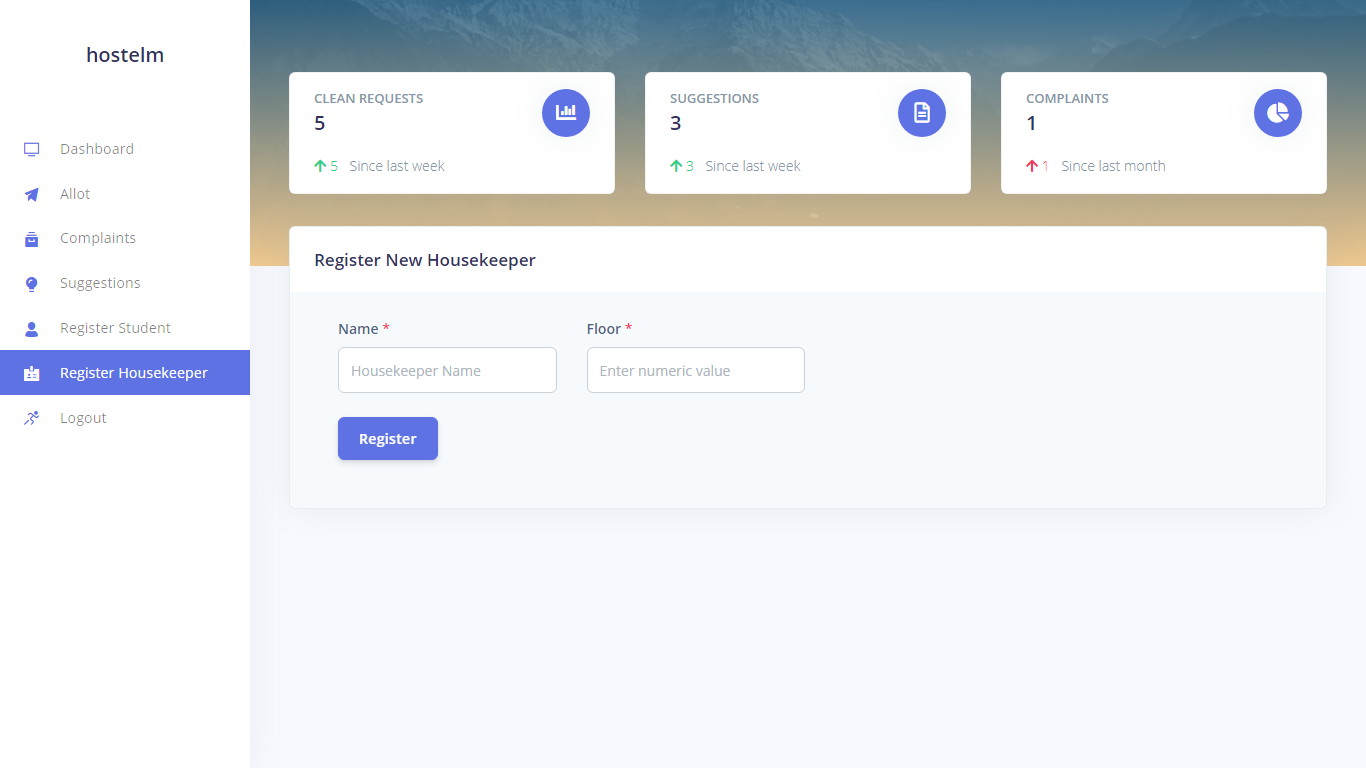 hostelm
Dashboard
Allot
Complaints
Suggestions
Register Student
Register Housekeeper
Logout
CLEAN REQUESTS
5
5 Since last week
SUGGESTIONS
3
3 Since last week
COMPLAINTS
1
1 Since last month
Register New Housekeeper
Name * Floor *
Housekeeper Name Enter numeric value
Register